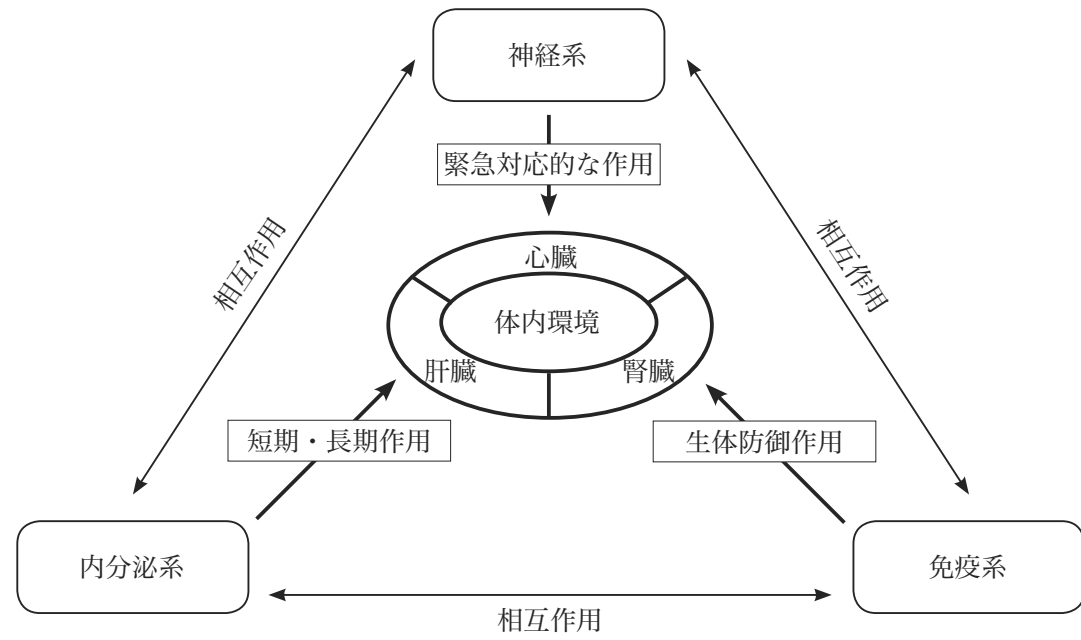 神経系
緊急対応的な作用
相互作用
相互作用
心臓
体内環境
肝臓
腎臓
短期・長期作用
生体防御作用
内分泌系
免疫系
相互作用